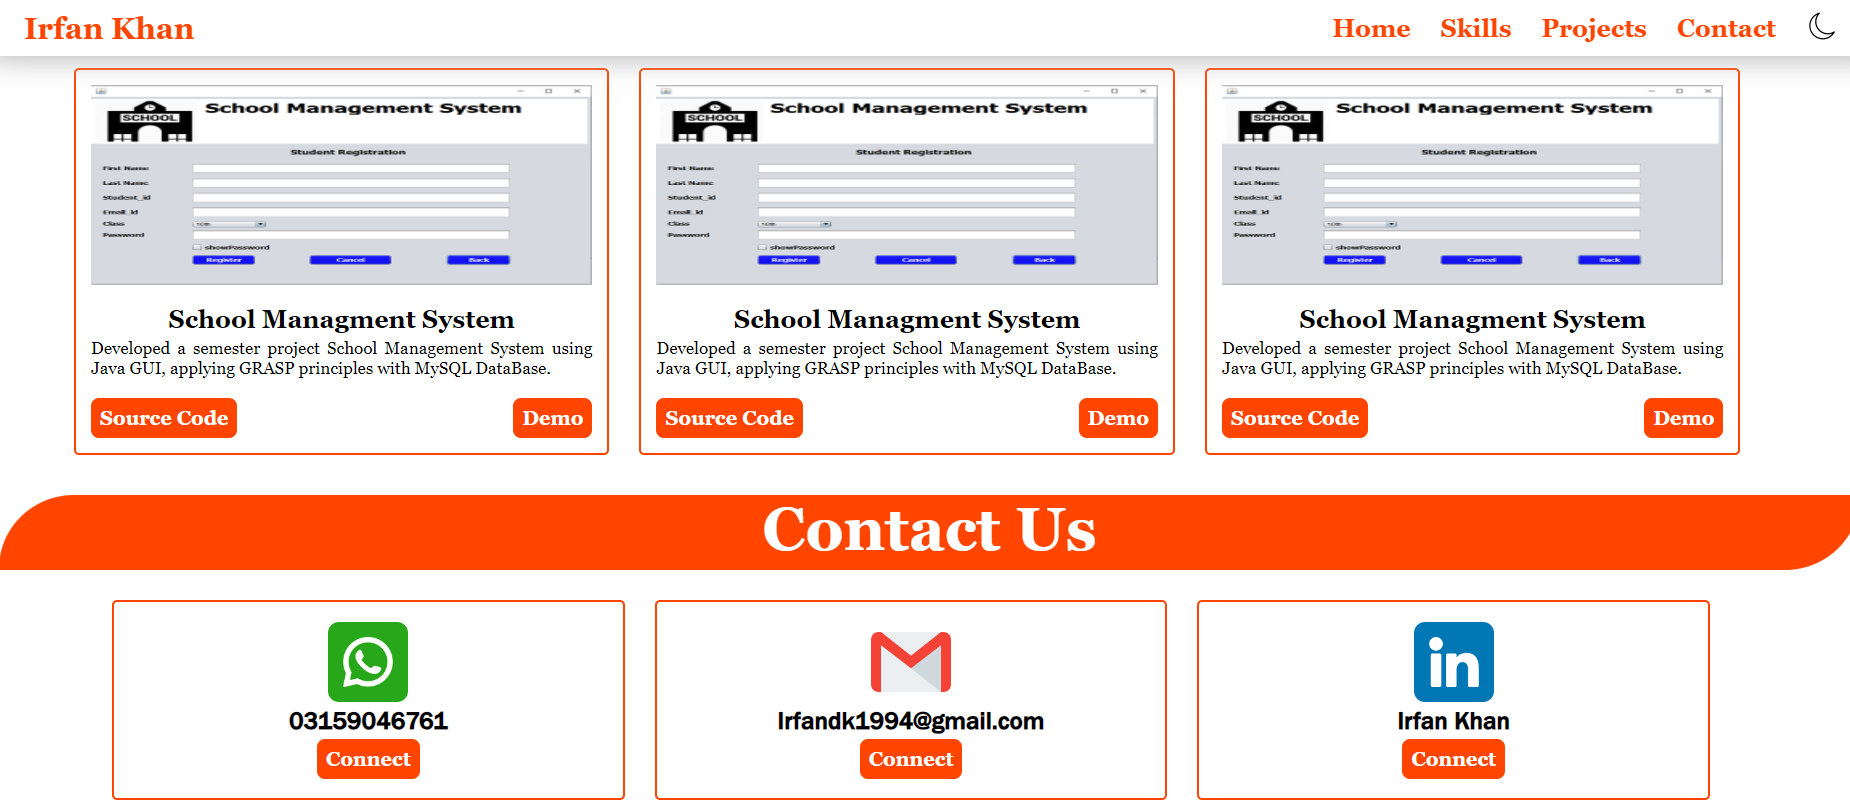 Irfan Khan
Home Skills Projects Contact
SCHOOL
School Management System
Student Registration
First Name
Last Name
Student_id
Email_id
Class
10th
Password
showPassword
Register Cancel Back
School Managment System
Developed a semester project School Management System using
Java GUI, applying GRASP principles with MySQL DataBase.
Source Code Demo
SCHOOL
School Management System
Student Registration
First Name
Last Name
Student_id
Email_id
Class
10th
Password
showPassword
Register Cancel Back
School Managment System
Developed a semester project School Management System using
Java GUI, applying GRASP principles with MySQL DataBase.
Source Code Demo
SCHOOL
School Management System
Student Registration
First Name
Last Name
Student_id
Email_id
Class
10th
Password
showPassword
Register Cancel Back
School Managment System
Developed a semester project School Management System using
Java GUI, applying GRASP principles with MySQL DataBase.
Source Code Demo
Contact Us
03159046761
Connect
Irfandk1994@gmail.com
Connect
in
Irfan Khan
Connect